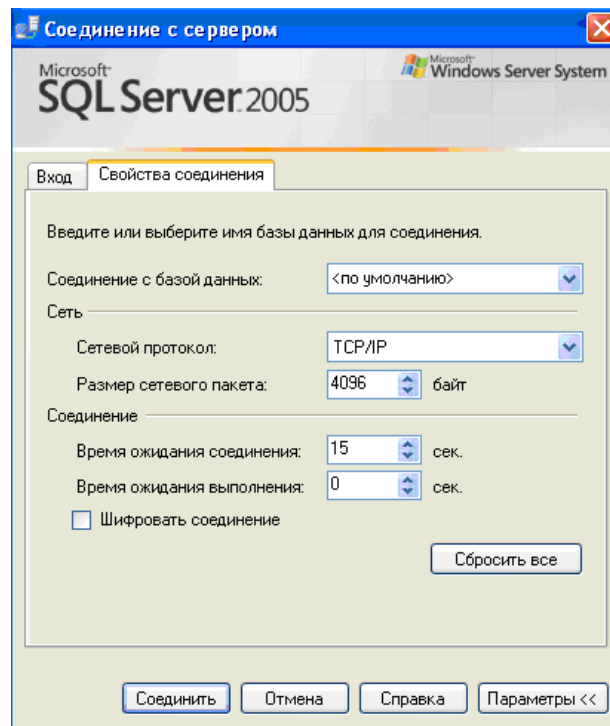 Соединение с сервером
Microsoft
SQL Server 2005
Microsoft
Windows Server System
Вход
Свойства соединения
Введите или выберите имя базы данных для соединения.
Соединение с базой данных: <по умолчанию>
Сеть
Сетевой протокол: TCP/IP
Размер сетевого пакета: 4096 байт
Соединение
Время ожидания соединения: 15 сек.
Время ожидания выполнения: 0 сек.
Шифровать соединение
Сбросить все
Соединить Отмена Справка Параметры <<